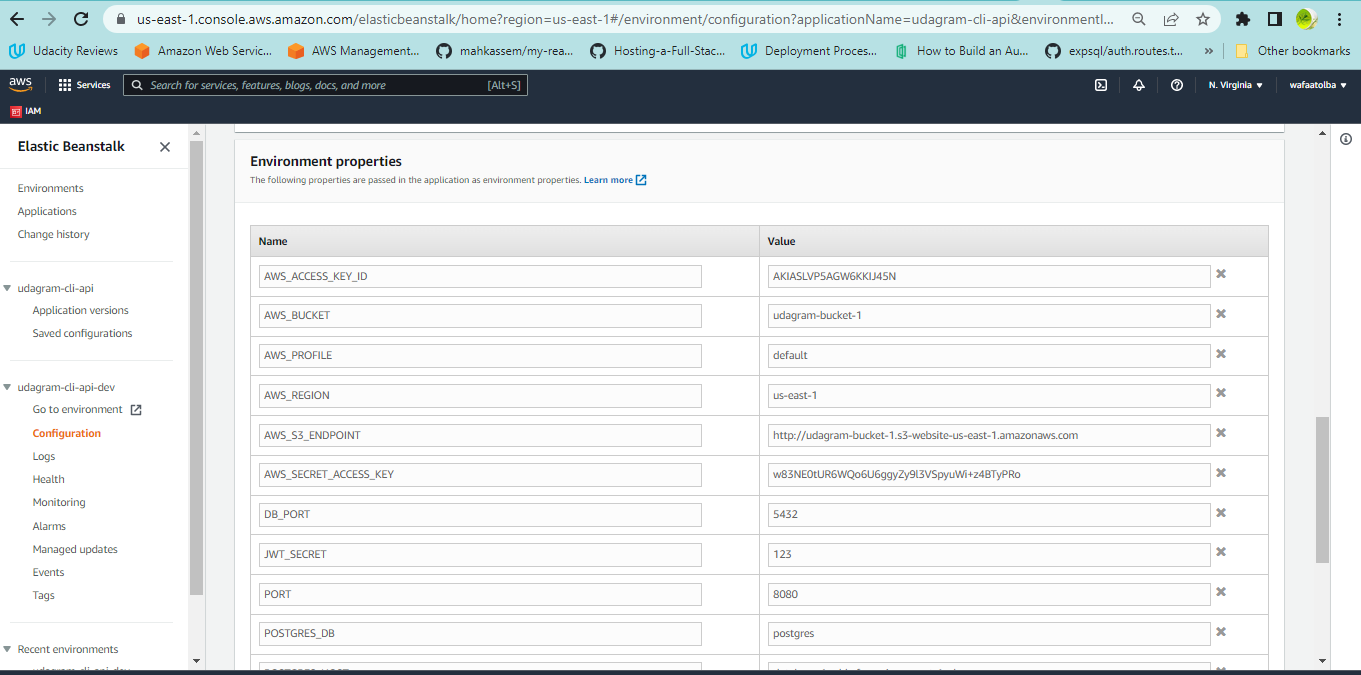 us-east-1.console.aws.amazon.com/elasticbeanstalk/home?region=us-east-1#/environment/configuration?applicationName=udagram-cli-api&environmentI...
Udacity Reviews Amazon Web Servic... AWS Management... mahkassem/my-rea... Hosting-a-Full-Stac... Deployment Proces... How to Build an Au... expsql/auth.routes.t... » Other bookmarks
aws Services Search for services, features, blogs, docs, and more [Alt+S] N. Virginia ▼ wafaatolba ▼
IAM
Elastic Beanstalk
Environments
Applications
Change history
udagram-cli-api
Application versions
Saved configurations
udagram-cli-api-dev
Go to environment
Configuration
Logs
Health
Monitoring
Alarms
Managed updates
Events
Tags
Recent environments
Environment properties
The following properties are passed in the application as environment properties. Learn more
Name Value
AWS_ACCESS_KEY_ID [credential omitted]
AWS_BUCKET udagram-bucket-1
AWS_PROFILE default
AWS_REGION us-east-1
AWS_S3_ENDPOINT http://udagram-bucket-1.s3-website-us-east-1.amazonaws.com
AWS_SECRET_ACCESS_KEY [credential omitted]
DB_PORT 5432
JWT_SECRET [credential omitted]
PORT 8080
POSTGRES_DB postgres